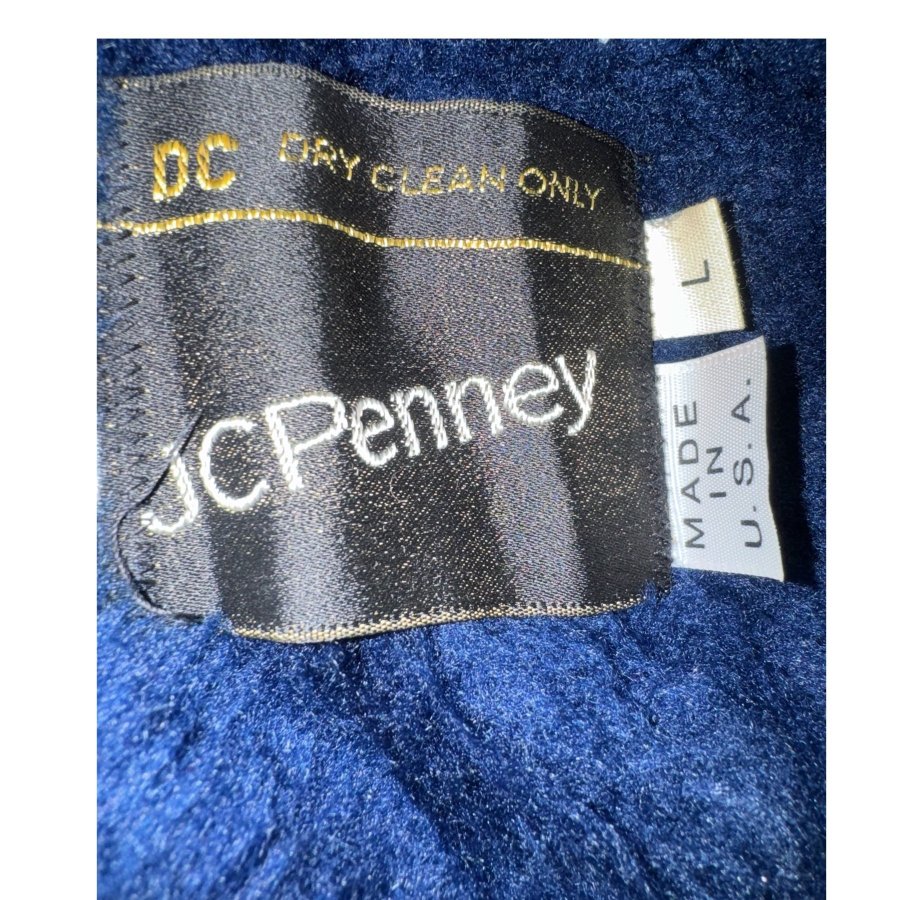 DC DRY CLEAN ONLY
JCPenney
L
MADE
IN
U.S.A.